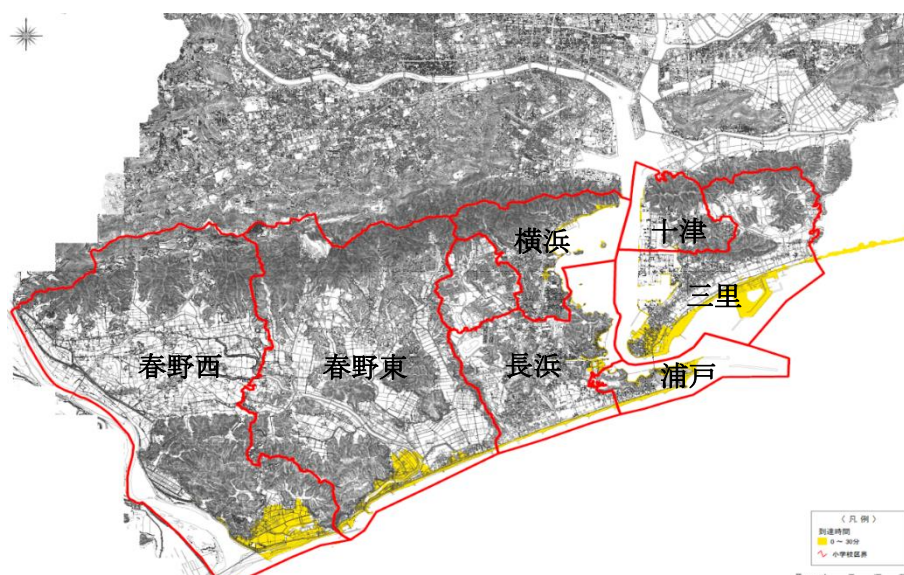 横浜
十津
三里
春野西
春野東
長浜
浦戸
(凡例)
到達時間
0～30分
小学校区界